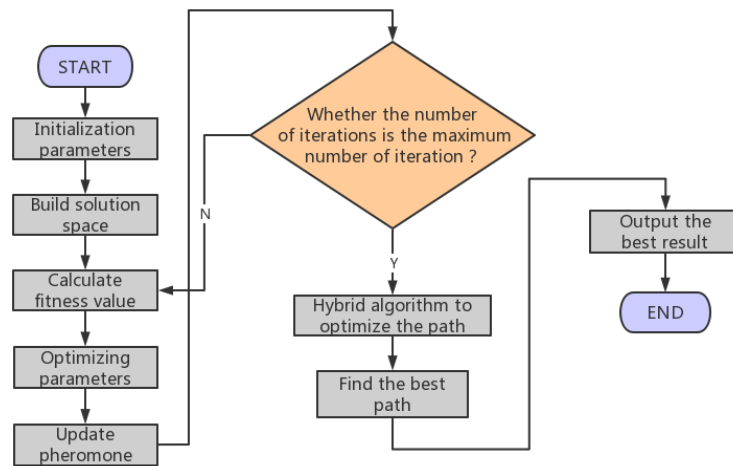 START
Initialization
parameters
Build solution
space
Calculate
fitness value
Optimizing
parameters
Update
pheromone
Whether the number
of iterations is the maximum
number of iteration ?
N
Y
Hybrid algorithm to
optimize the path
Find the best
path
Output the
best result
END